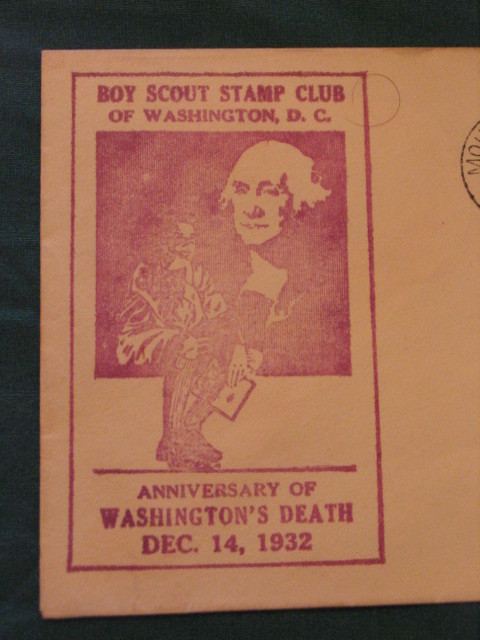 BOY SCOUT STAMP CLUB
OF WASHINGTON, D. C.
ANNIVERSARY OF
WASHINGTON'S DEATH
DEC. 14, 1932